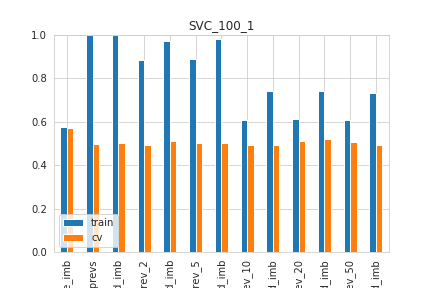 SVC_100_1
1.0
0.8
0.6
0.4
0.2
0.0
train
cv
e_imb
prevs
d_imb
rev_2
d_imb
rev_5
d_imb
ev_10
d_imb
ev_20
d_imb
ev_50
d_imb